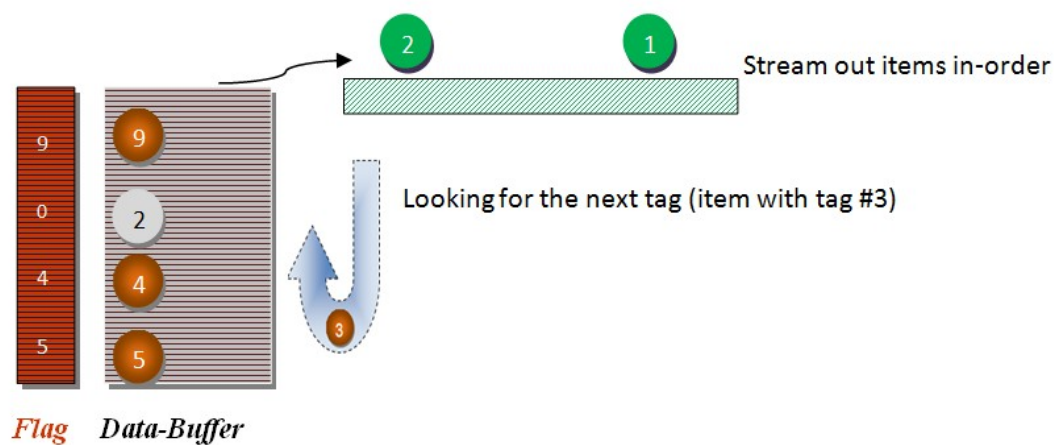 2 1
Stream out items in-order
9 9
Looking for the next tag (item with tag #3)
0 2
4 4
3
5 5
Flag Data-Buffer